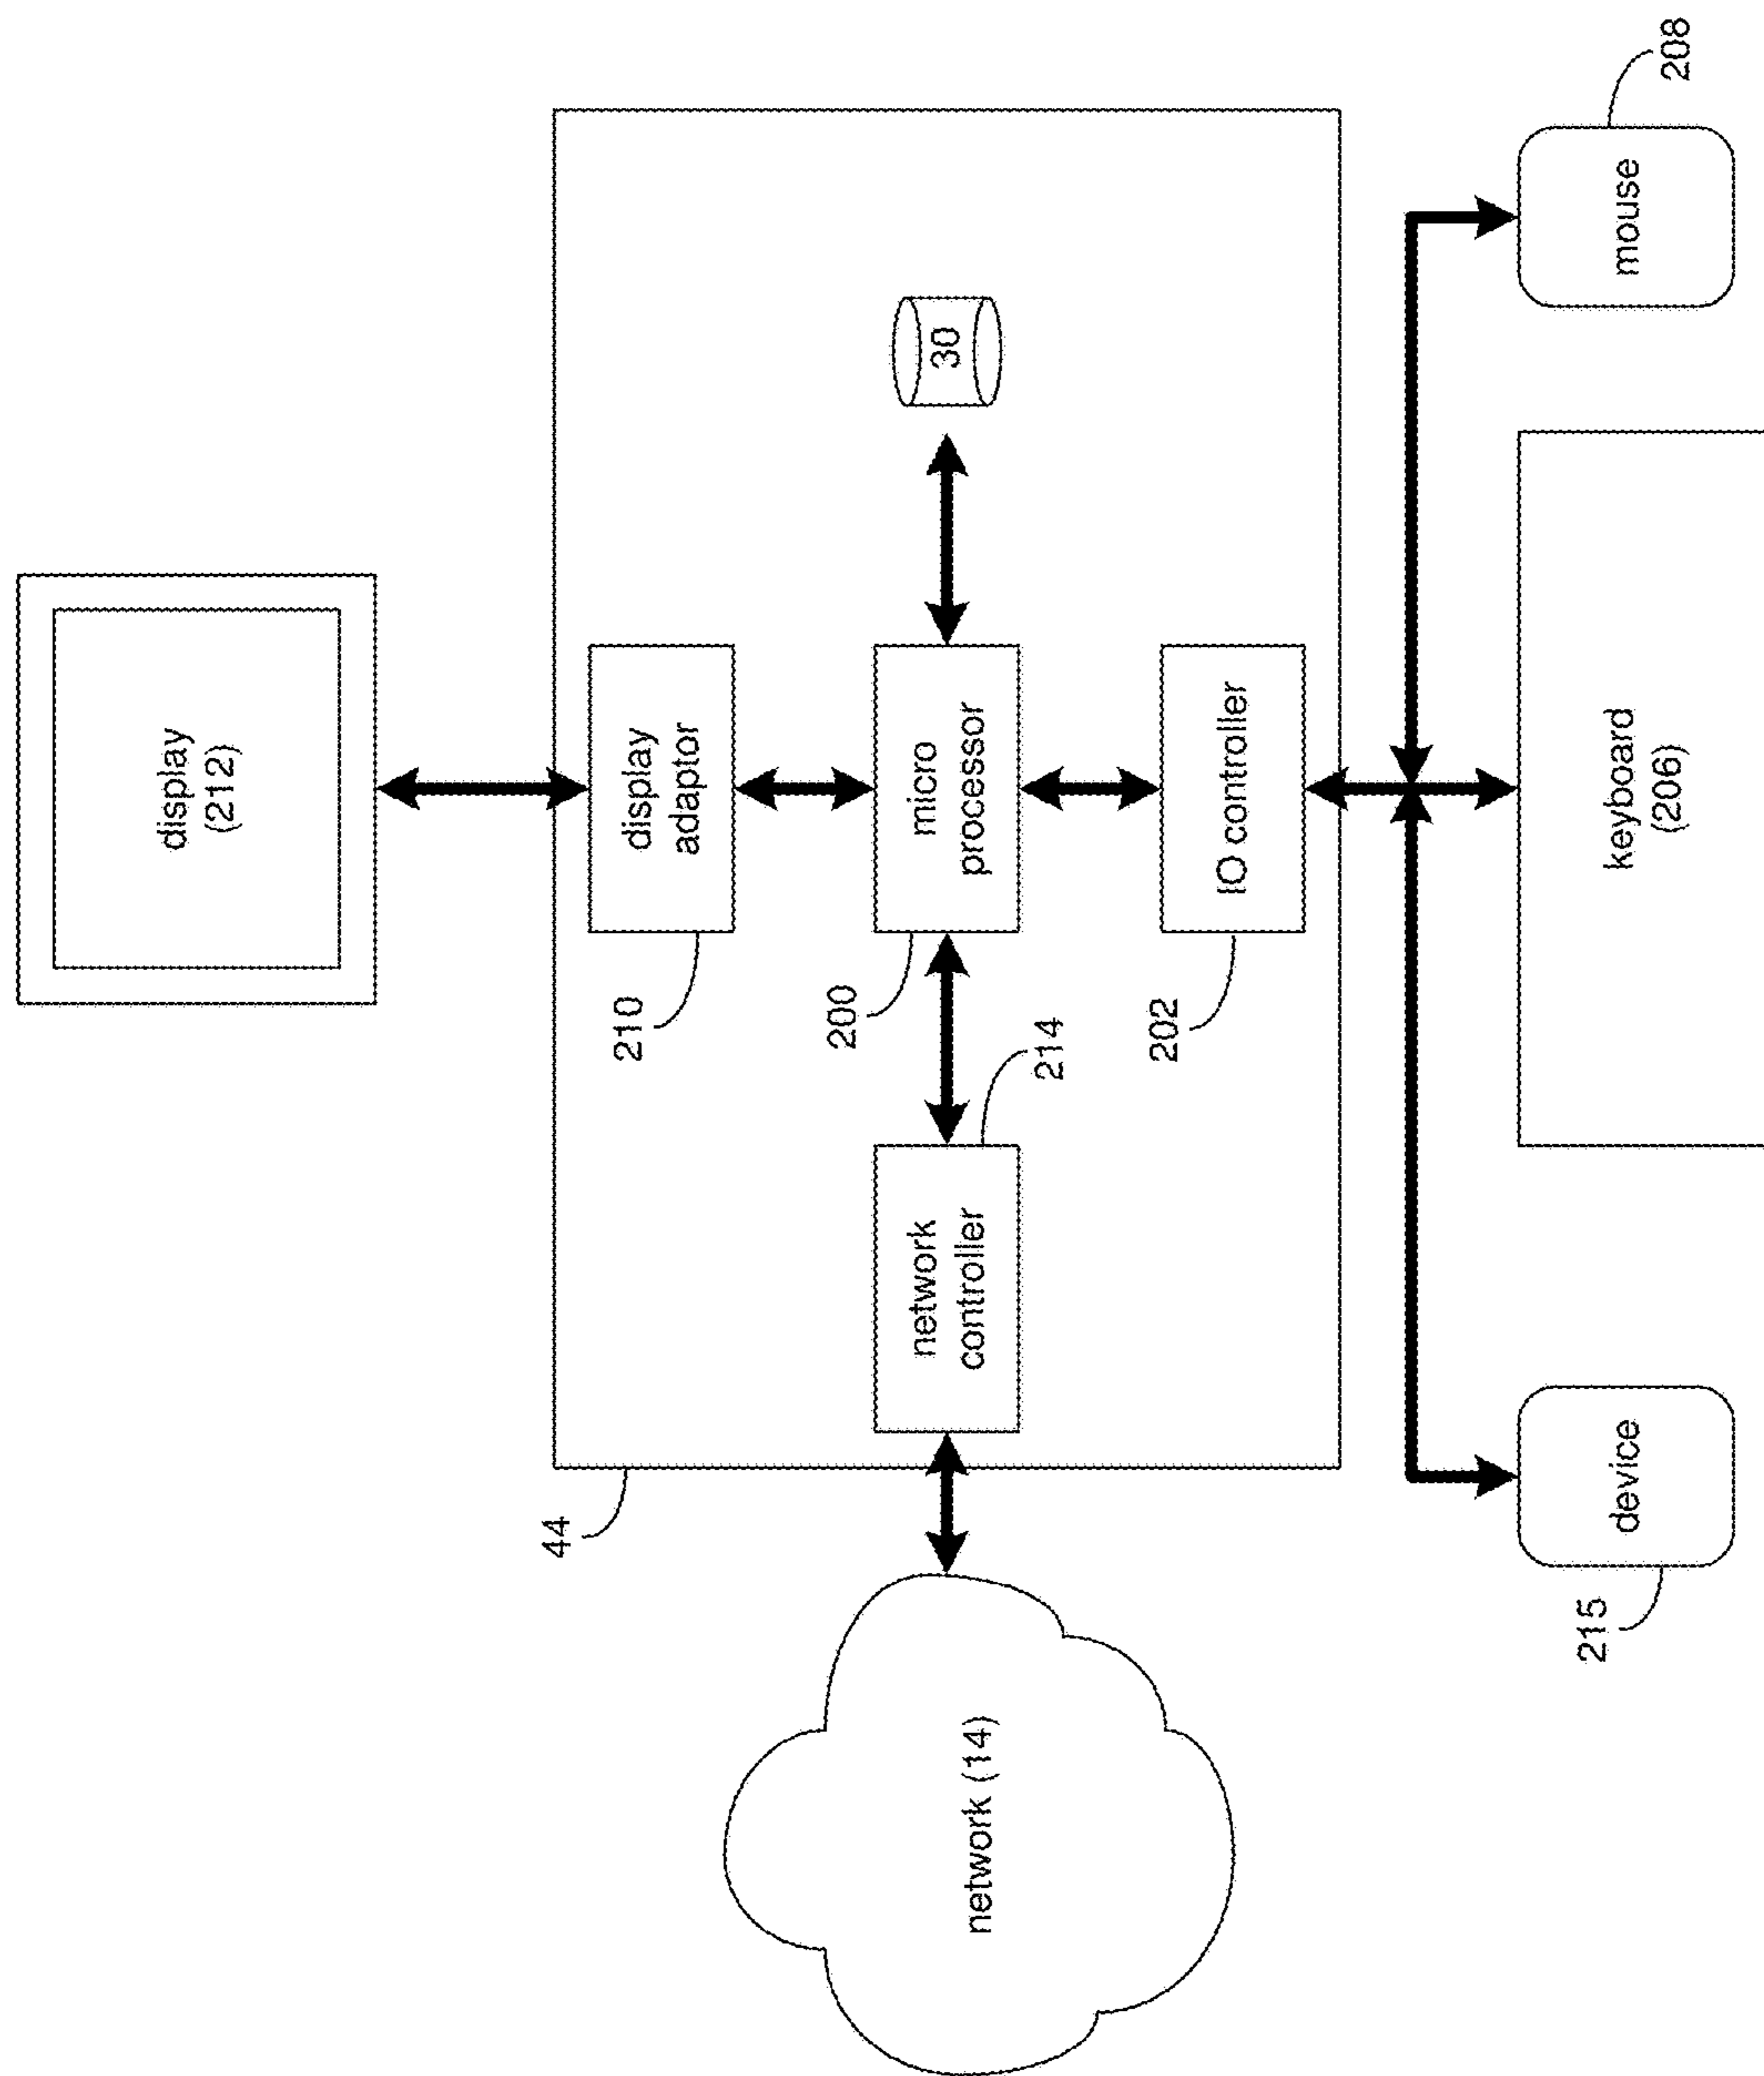 display
(212)
display
adaptor
210
micro
processor
200
30
network
controller
214
IO controller
202
44
network (14)
keyboard
(206)
mouse
208
device
215